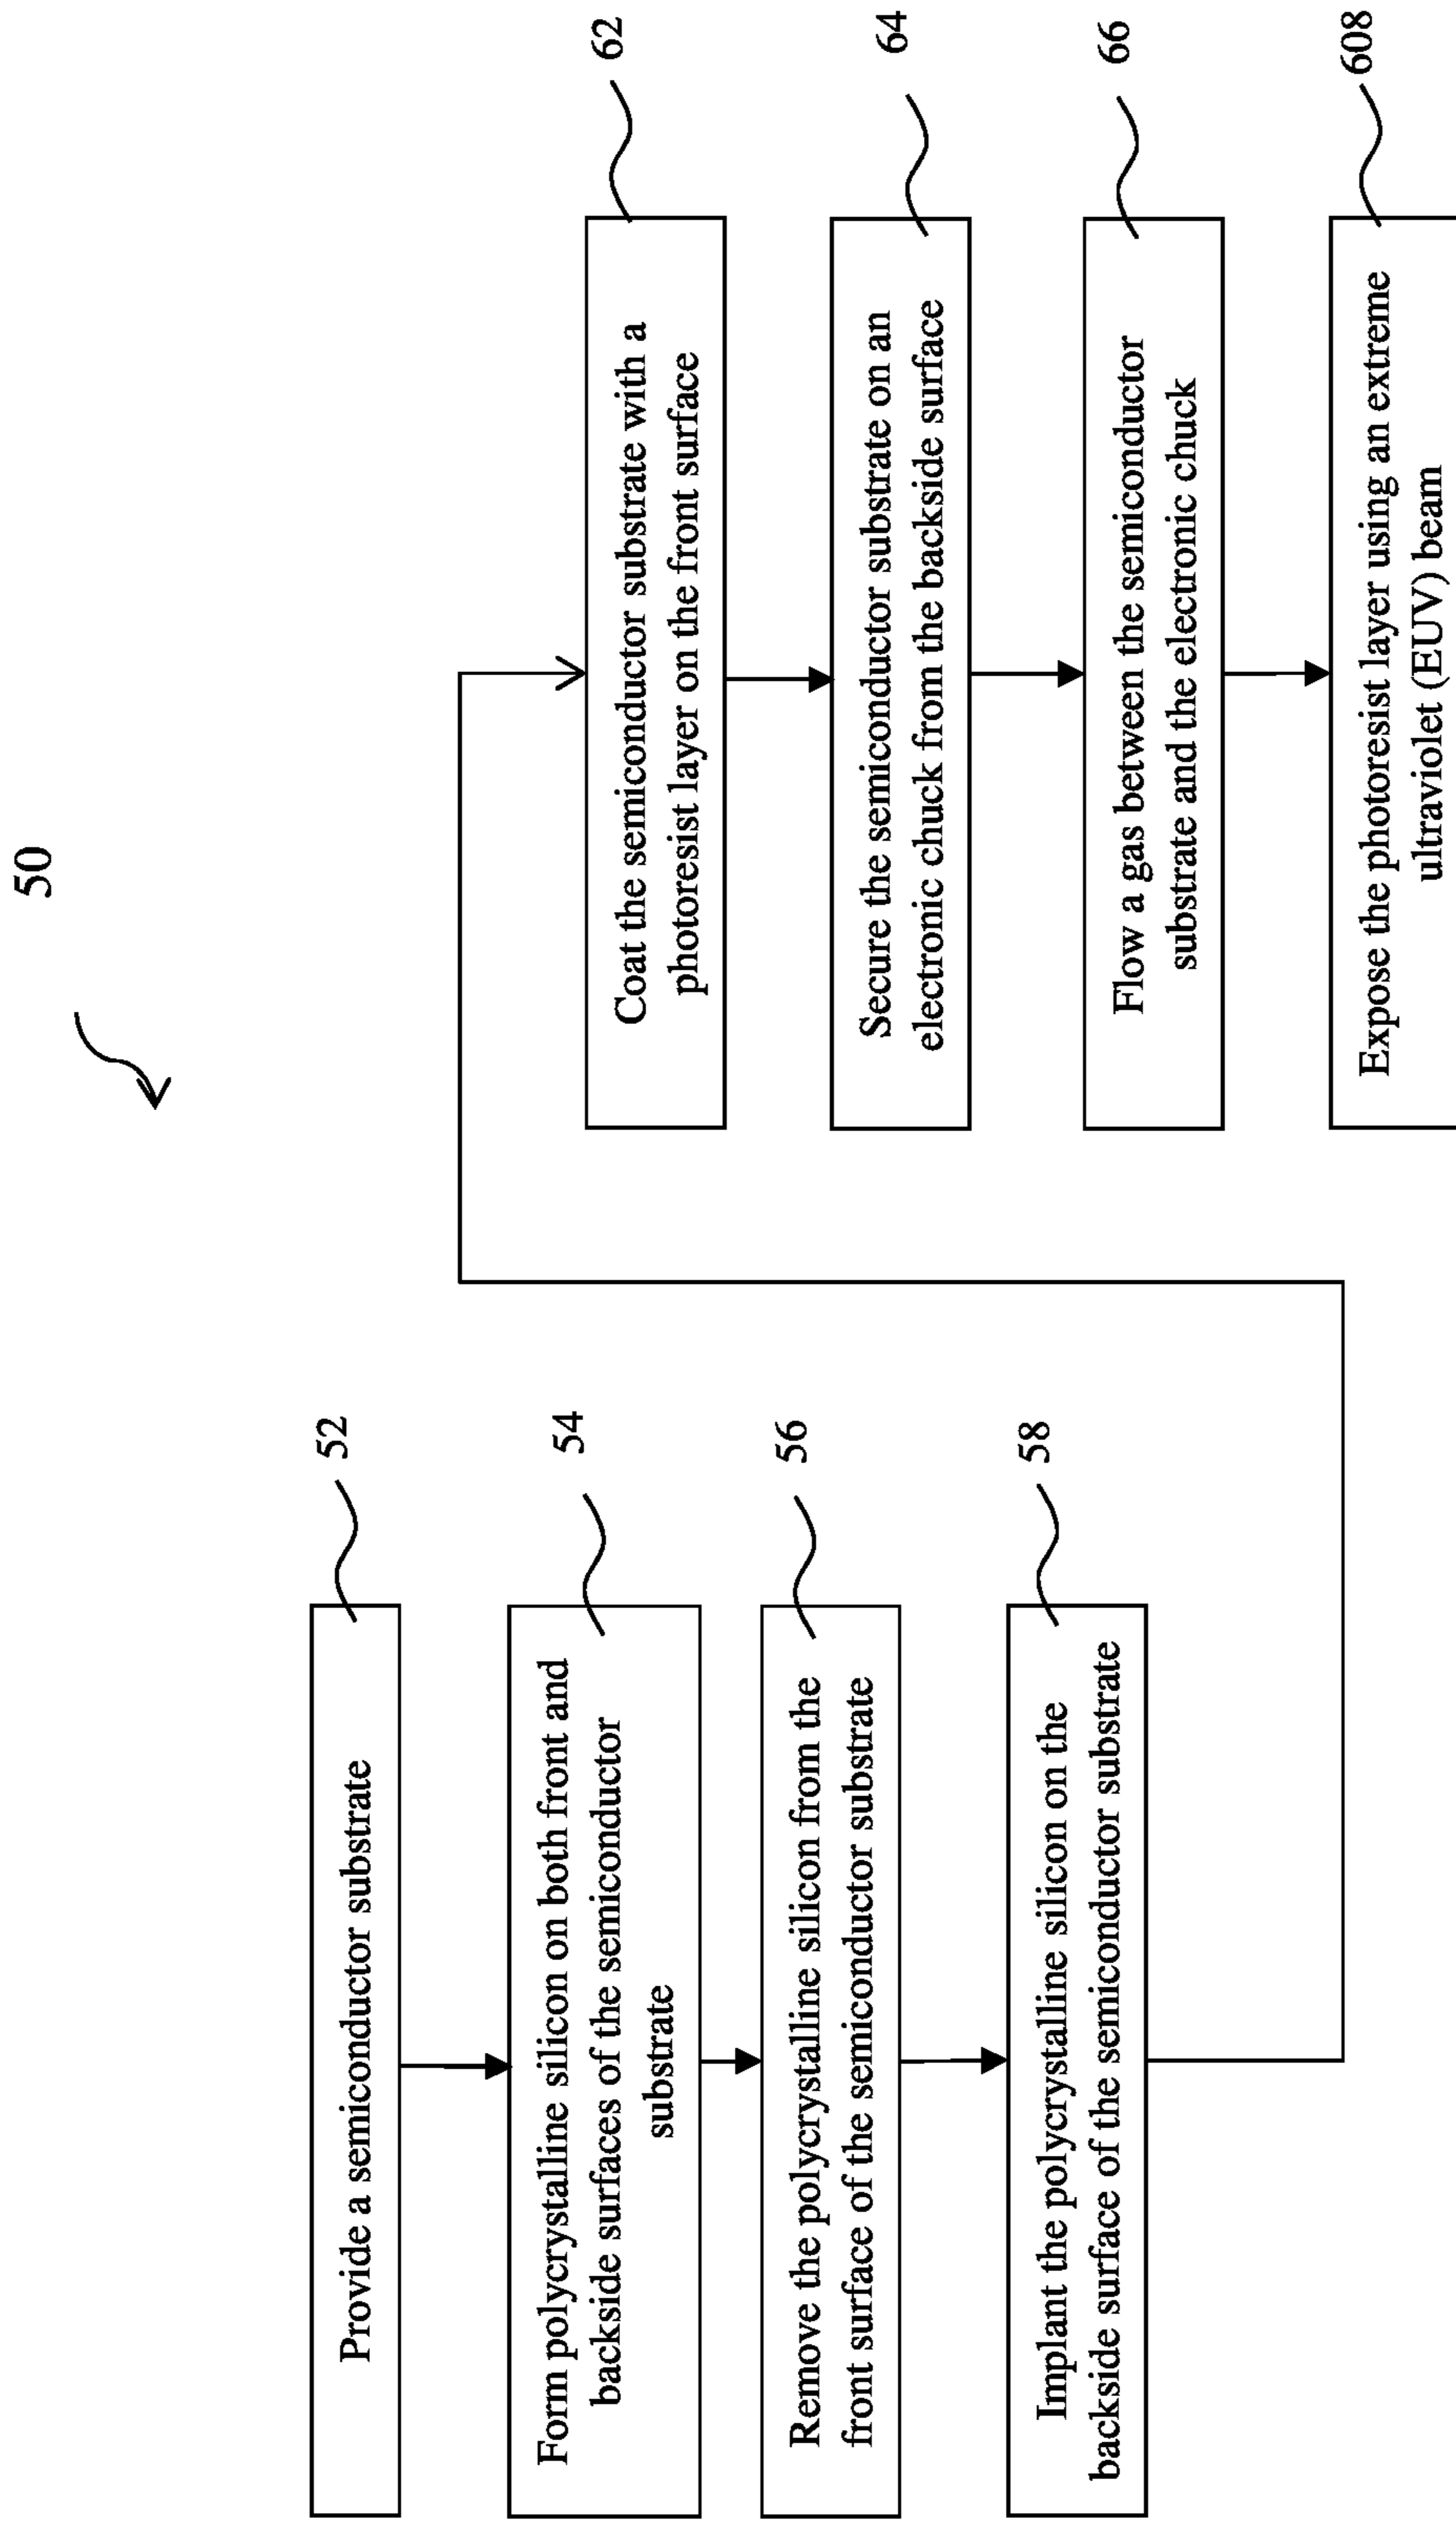 50
Provide a semiconductor substrate
52
Form polycrystalline silicon on both front and
backside surfaces of the semiconductor
substrate
54
Remove the polycrystalline silicon from the
front surface of the semiconductor substrate
56
Implant the polycrystalline silicon on the
backside surface of the semiconductor substrate
58
Coat the semiconductor substrate with a
photoresist layer on the front surface
62
Secure the semiconductor substrate on an
electronic chuck from the backside surface
64
Flow a gas between the semiconductor
substrate and the electronic chuck
66
Expose the photoresist layer using an extreme
ultraviolet (EUV) beam
608